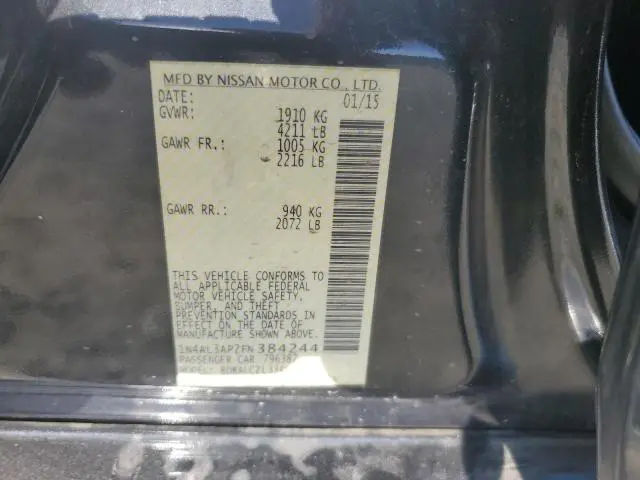 MFD BY NISSAN MOTOR CO., LTD.
DATE: 01/15
GVWR: 1910 KG
4211 LB
GAWR FR.: 1005 KG
2216 LB
GAWR RR.: 940 KG
2072 LB
THIS VEHICLE CONFORMS TO
ALL APPLICABLE FEDERAL
MOTOR VEHICLE SAFETY,
BUMPER, AND THEFT
PREVENTION STANDARDS IN
EFFECT ON THE DATE OF
MANUFACTURE SHOWN ABOVE.
1N4AL3AP2FN384244
PASSENGER CAR
MODEL: